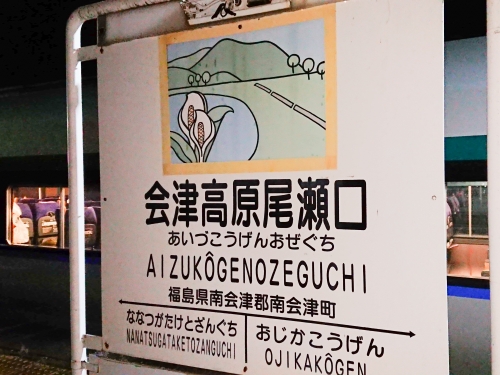 会津高原尾瀬口
あいづこうげんおぜぐち
AIZUKÔGENOZEGUCHI
福島県南会津郡南会津町
ななつがたけとざんぐち
NANATSUGATAKETOZANGUCHI
おじかこうげん
OJIKAKÔGEN